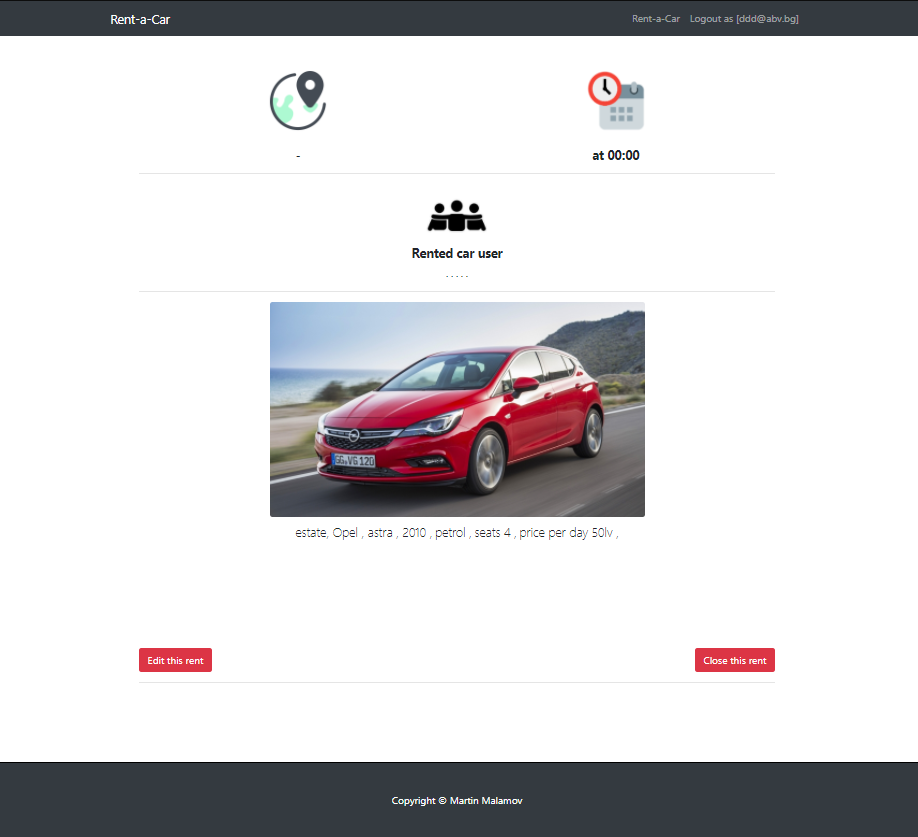 Rent-a-Car
Rent-a-Car Logout as [ddd@abv.bg]
-
at 00:00
Rented car user
. . . . .
GG VG 120
estate, Opel , astra , 2010 , petrol , seats 4 , price per day 50lv ,
Edit this rent
Close this rent
Copyright © Martin Malamov